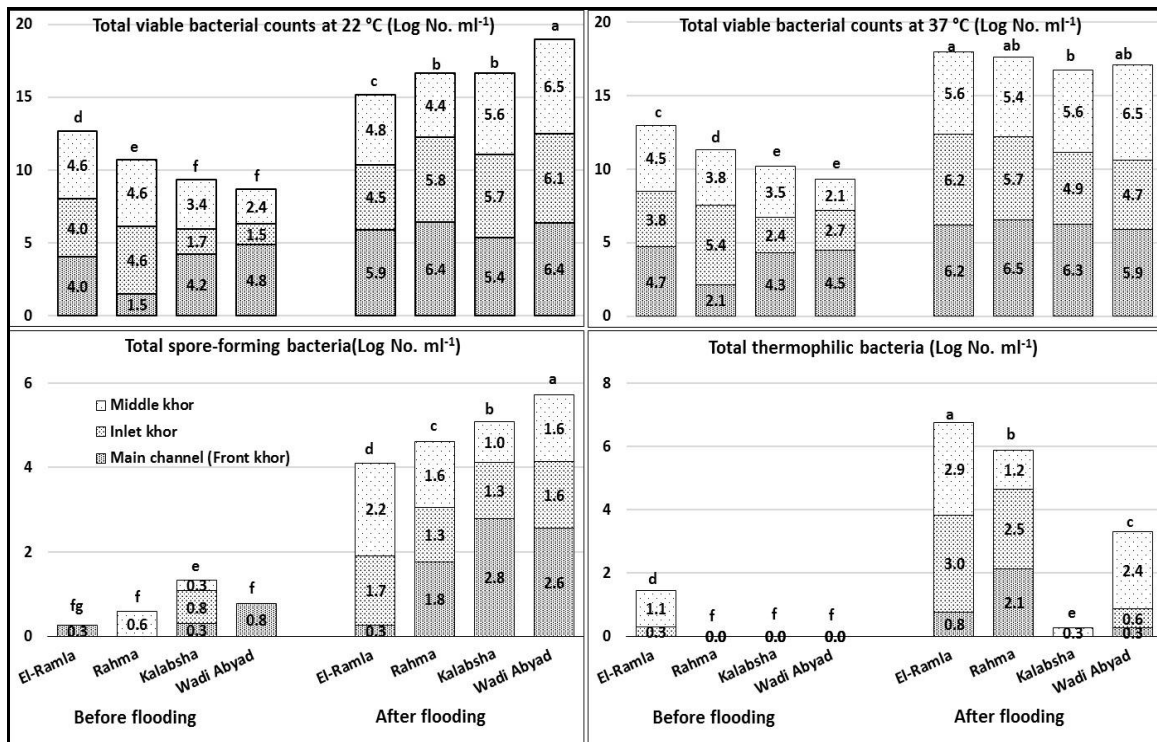 Total viable bacterial counts at 22 °C (Log No. ml-1)
20
15
10
5
0
d
e
f
f
c
b
b
a
4.6
4.0
4.0
4.6
4.6
1.5
3.4
1.7
4.2
2.4
1.5
4.8
4.8
4.5
5.9
4.4
5.8
6.4
5.6
5.7
5.4
6.5
6.1
6.4
Total viable bacterial counts at 37 °C (Log No. ml-1)
20
15
10
5
0
c
d
e
e
a
ab
b
ab
4.5
3.8
4.7
3.8
5.4
2.1
3.5
2.4
4.3
2.1
2.7
4.5
5.6
6.2
6.2
5.4
5.7
6.5
5.6
4.9
6.3
6.5
4.7
5.9
Total spore-forming bacteria(Log No. ml-1)
6
4
2
0
Middle khor
Inlet khor
Main channel (Front khor)
fg
f
e
f
d
c
b
a
0.3
0.6
0.3
0.8
0.3
0.8
2.2
1.7
0.3
1.6
1.3
1.8
1.0
1.3
2.8
1.6
1.6
2.6
El-Ramla
Rahma
Kalabsha
Wadi Abyad
El-Ramla
Rahma
Kalabsha
Wadi Abyad
Before flooding
After flooding
Total thermophilic bacteria (Log No. ml-1)
8
6
4
2
0
d
f
f
f
a
b
e
c
1.1
0.3
0.0
0.0
0.0
2.9
3.0
0.8
1.2
2.5
2.1
0.3
2.4
0.6
0.3
El-Ramla
Rahma
Kalabsha
Wadi Abyad
El-Ramla
Rahma
Kalabsha
Wadi Abyad
Before flooding
After flooding